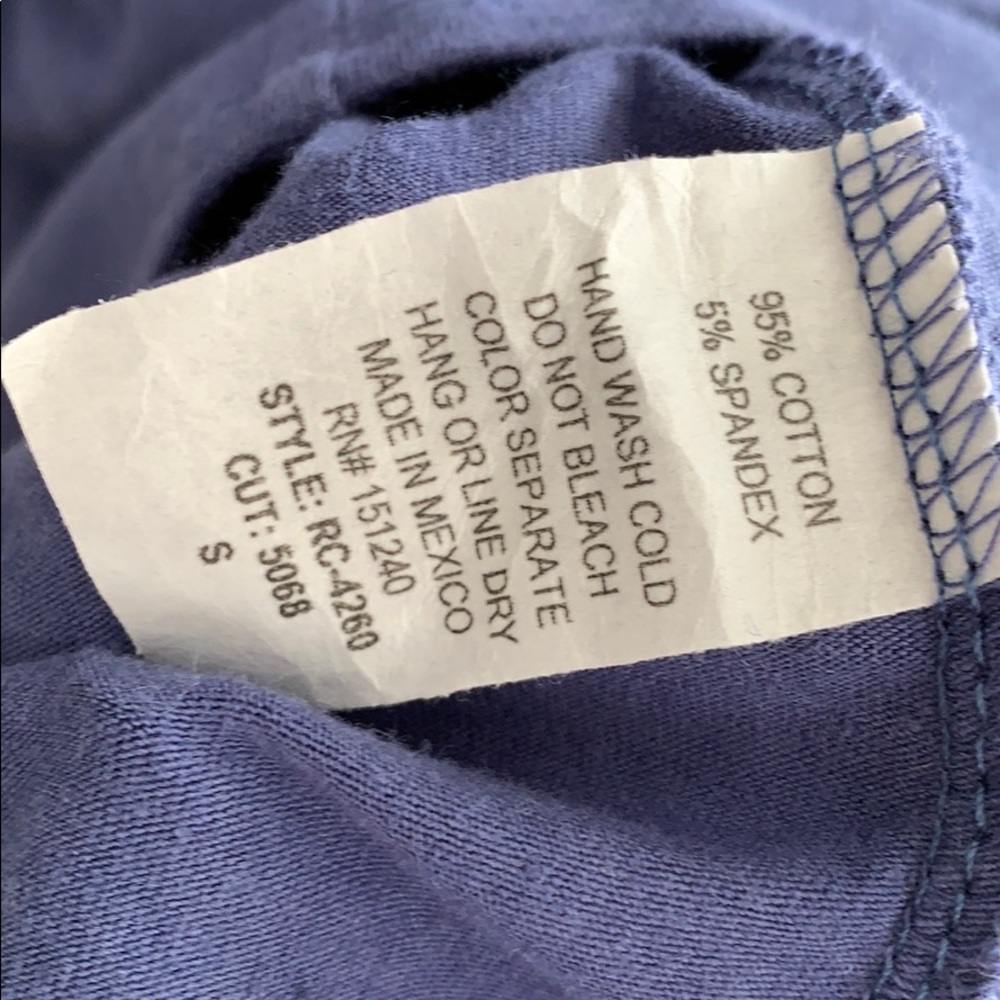 95% COTTON
5% SPANDEX
HAND WASH COLD
DO NOT BLEACH
COLOR SEPARATE
HANG OR LINE DRY
MADE IN MEXICO
RN# 151240
STYLE: RC-4260
CUT: 5068
S